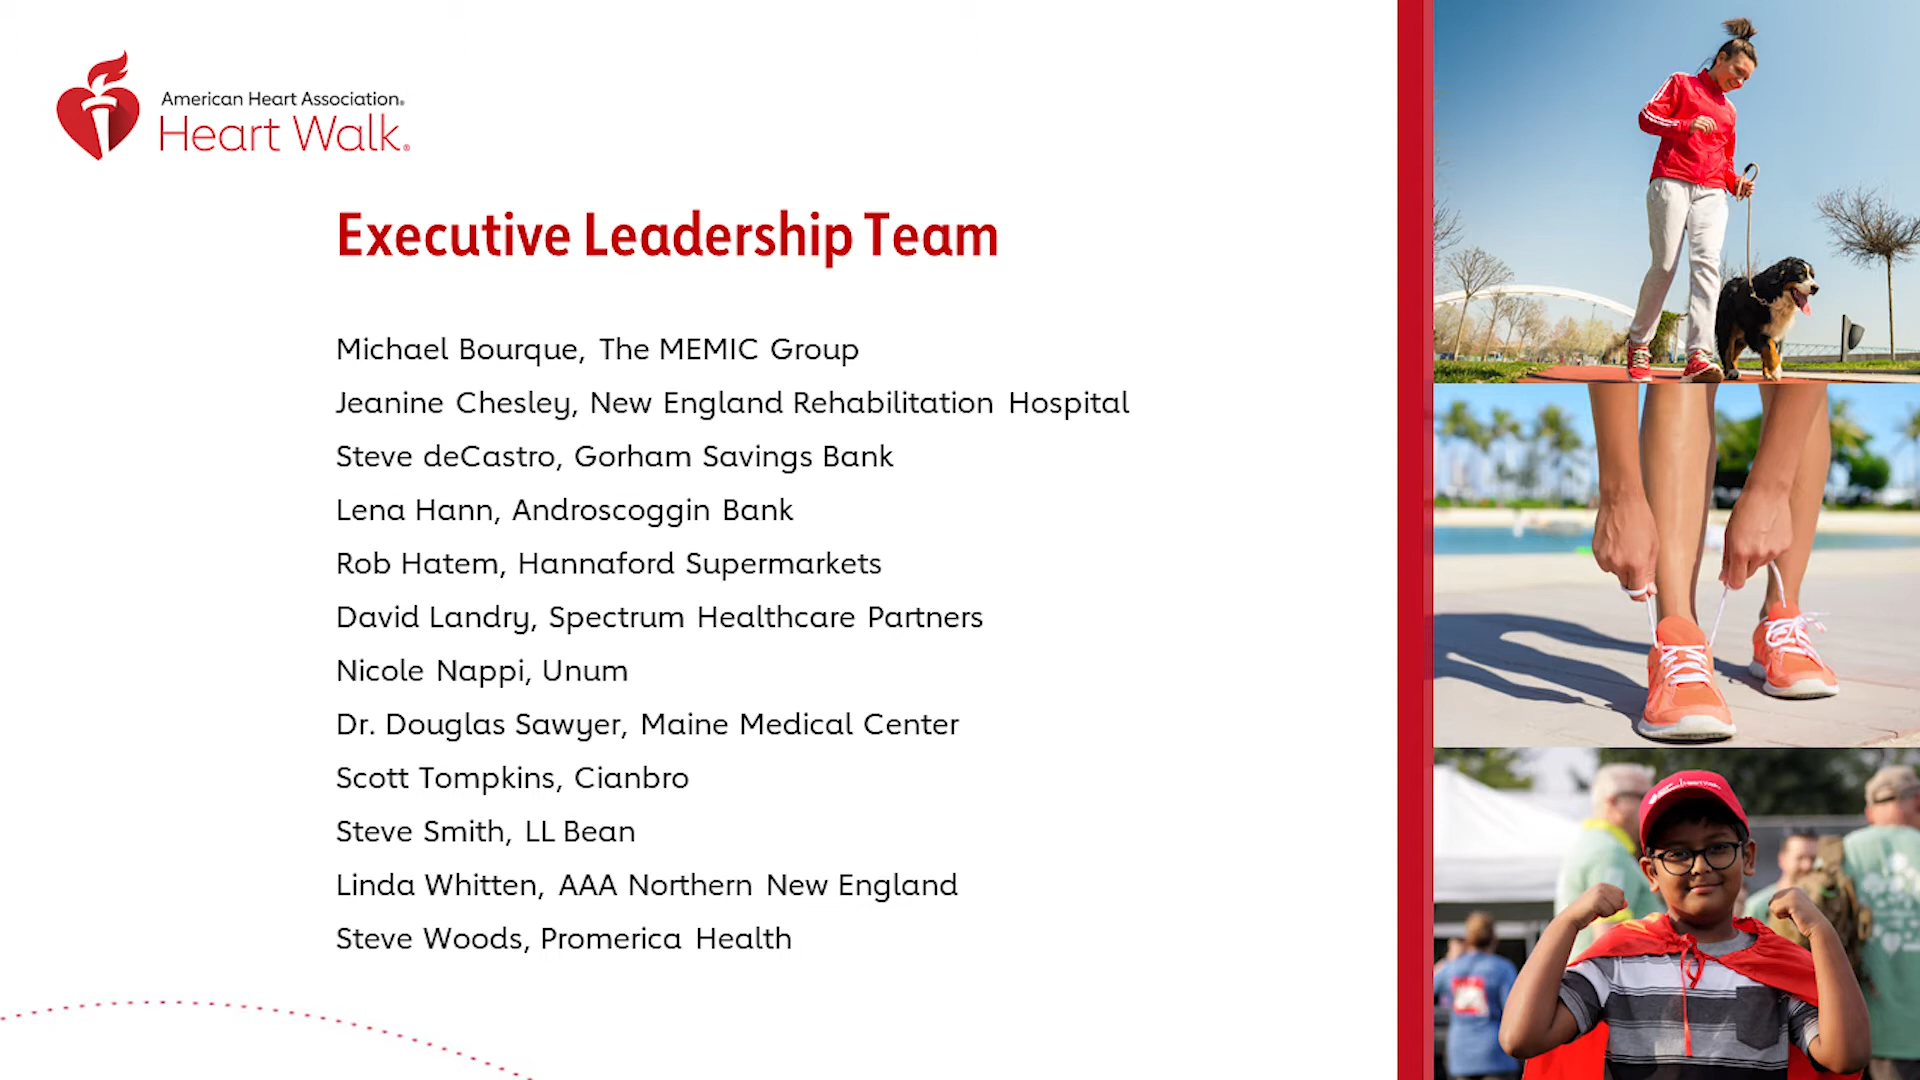 American Heart Association®
Heart Walk®
Executive Leadership Team
Michael Bourque, The MEMIC Group
Jeanine Chesley, New England Rehabilitation Hospital
Steve deCastro, Gorham Savings Bank
Lena Hann, Androscoggin Bank
Rob Hatem, Hannaford Supermarkets
David Landry, Spectrum Healthcare Partners
Nicole Nappi, Unum
Dr. Douglas Sawyer, Maine Medical Center
Scott Tompkins, Cianbro
Steve Smith, LL Bean
Linda Whitten, AAA Northern New England
Steve Woods, Promerica Health